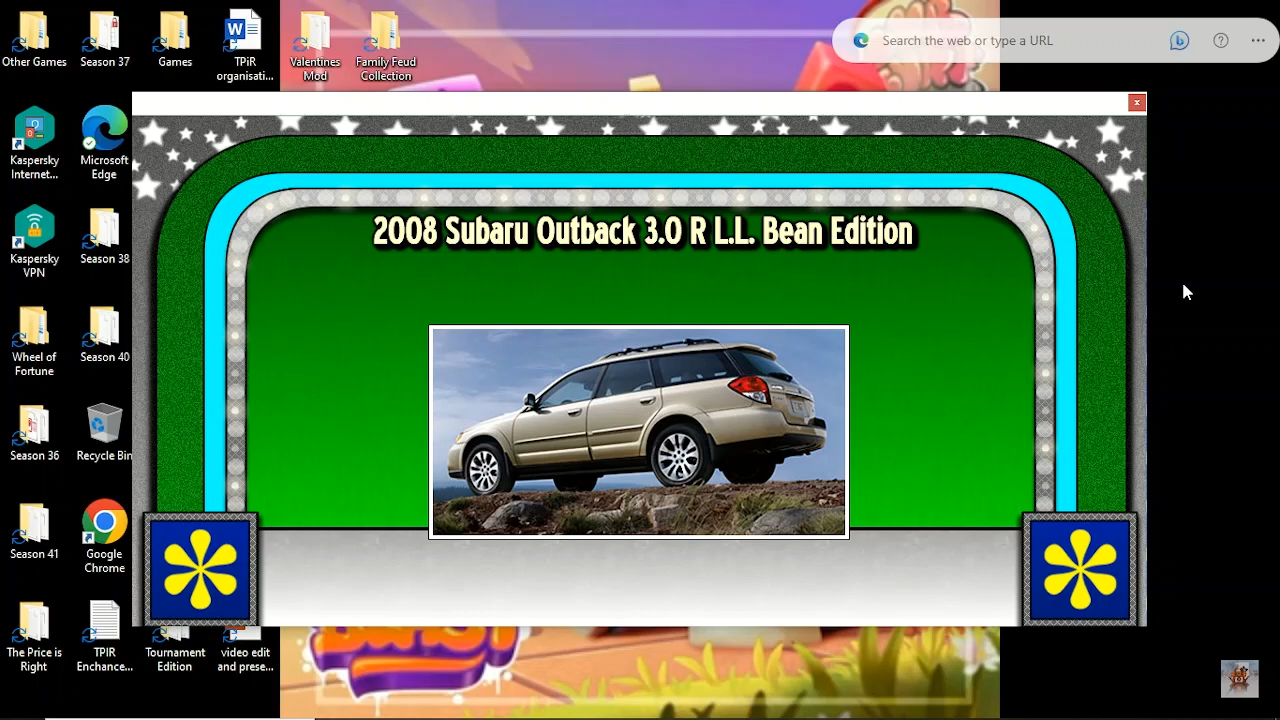 Other Games
Season 37
Games
TPiR
organisati...
Valentines
Mod
Family Feud
Collection
Search the web or type a URL
Kaspersky
Internet...
Microsoft
Edge
2008 Subaru Outback 3.0 R L.L. Bean Edition
Kaspersky
VPN
Season 38
Wheel of
Fortune
Season 40
Season 36
Recycle Bin
Season 41
Google
Chrome
The Price is
Right
TPIR
Enchance...
Tournament
Edition
video edit
and prese...